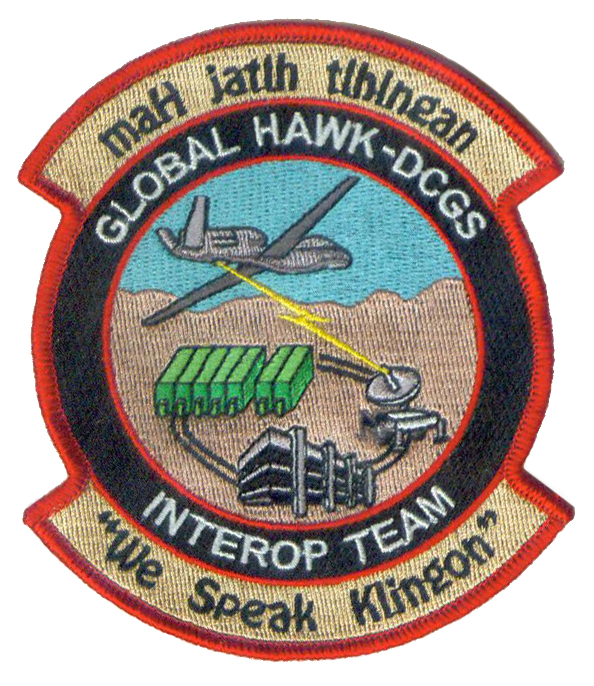 maH jatlh tlhIngan
GLOBAL HAWK-DCGS
INTEROP TEAM
"We Speak Klingon"